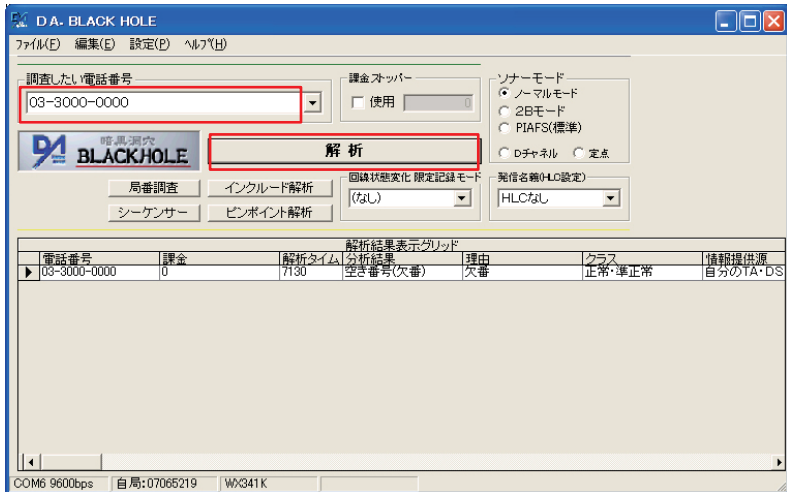 D.A. BLACK HOLE
ファイル(F) 編集(E) 設定(P) ヘルプ(H)
調査したい電話番号
03-3000-0000
課金ストッパー
使用 0
ソナーモード
ノーマルモード
2Bモード
PIAFS(標準)
Dチャネル 定点
DA 暗黒洞穴
BLACKHOLE
解 析
局番調査 インクルード解析
シーケンサー ピンポイント解析
回線状態変化 限定記録モード
(なし)
発信名義(HLC設定)
HLCなし
解析結果表示グリッド
電話番号 課金 解析タイム 分析結果 理由 クラス 情報提供源
03-3000-0000 0 7130 空き番号(欠番) 欠番 正常・準正常 自分のTA・DS
COM6 9600bps 自局:07065219 WX341K